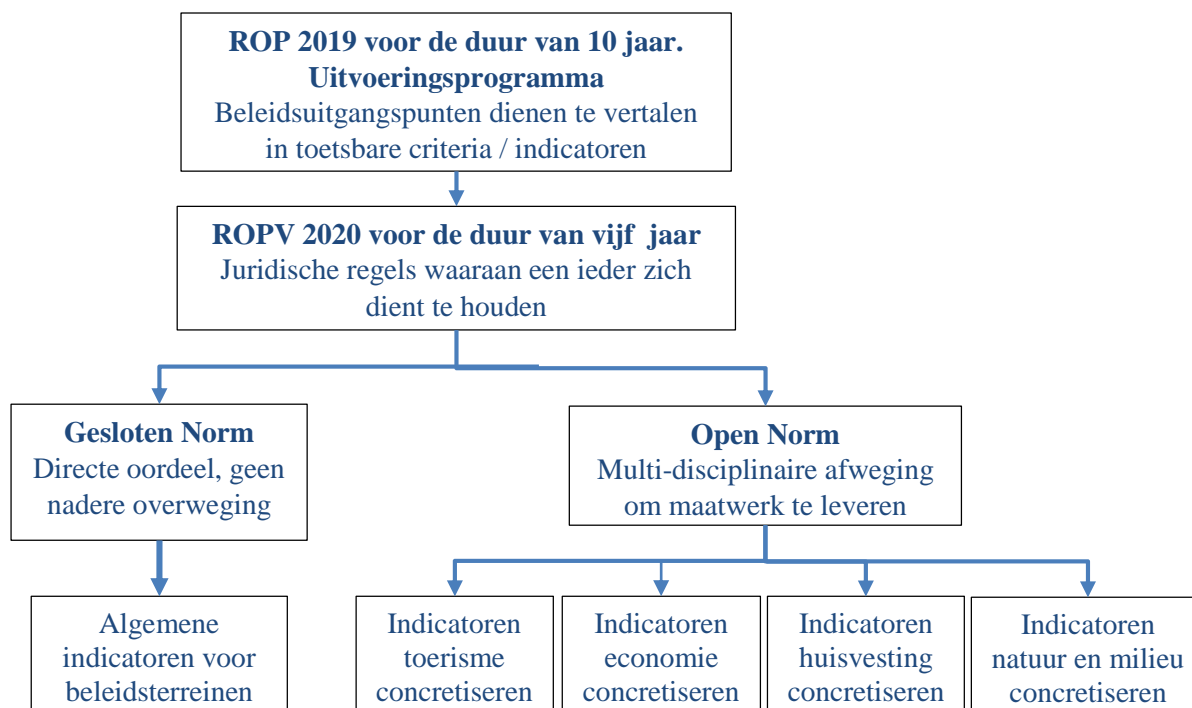 ROP 2019 voor de duur van 10 jaar.
Uitvoeringsprogramma
Beleidsuitgangspunten dienen te vertalen
in toetsbare criteria / indicatoren
ROPV 2020 voor de duur van vijf jaar
Juridische regels waaraan een ieder zich
dient te houden
Gesloten Norm
Directe oordeel, geen
nadere overweging
Open Norm
Multi-disciplinaire afweging
om maatwerk te leveren
Algemene
indicatoren voor
beleidsterreinen
Indicatoren
toerisme
concretiseren
Indicatoren
economie
concretiseren
Indicatoren
huisvesting
concretiseren
Indicatoren
natuur en milieu
concretiseren